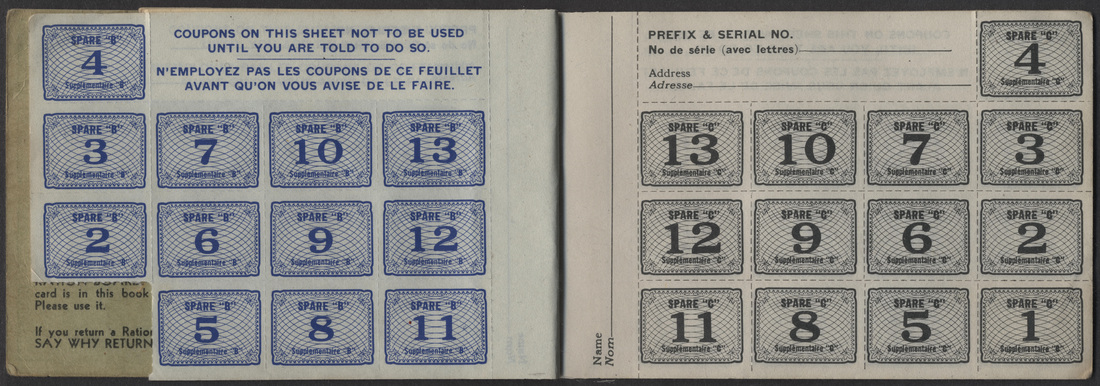 COUPONS ON THIS SHEET NOT TO BE USED
UNTIL YOU ARE TOLD TO DO SO.
N'EMPLOYEZ PAS LES COUPONS DE CE FEUILLET
AVANT QU'ON VOUS AVISE DE LE FAIRE.
SPARE "B"
4
Supplémentaire "B"
SPARE "B"
3
Supplémentaire "B"
SPARE "B"
7
Supplémentaire "B"
SPARE "B"
10
Supplémentaire "B"
SPARE "B"
13
Supplémentaire "B"
SPARE "B"
2
Supplémentaire "B"
SPARE "B"
6
Supplémentaire "B"
SPARE "B"
9
Supplémentaire "B"
SPARE "B"
12
Supplémentaire "B"
card is in this book
Please use it.
If you return a Ration
SAY WHY RETURN
SPARE "B"
5
Supplémentaire "B"
SPARE "B"
8
Supplémentaire "B"
SPARE "B"
11
Supplémentaire "B"
PREFIX & SERIAL NO.
No de série (avec lettres)
Address
Adresse
Name
Nom
SPARE "C"
4
Supplémentaire "C"
SPARE "C"
13
Supplémentaire "C"
SPARE "C"
10
Supplémentaire "C"
SPARE "C"
7
Supplémentaire "C"
SPARE "C"
3
Supplémentaire "C"
SPARE "C"
12
Supplémentaire "C"
SPARE "C"
9
Supplémentaire "C"
SPARE "C"
6
Supplémentaire "C"
SPARE "C"
2
Supplémentaire "C"
SPARE "C"
11
Supplémentaire "C"
SPARE "C"
8
Supplémentaire "C"
SPARE "C"
5
Supplémentaire "C"
SPARE "C"
1
Supplémentaire "C"